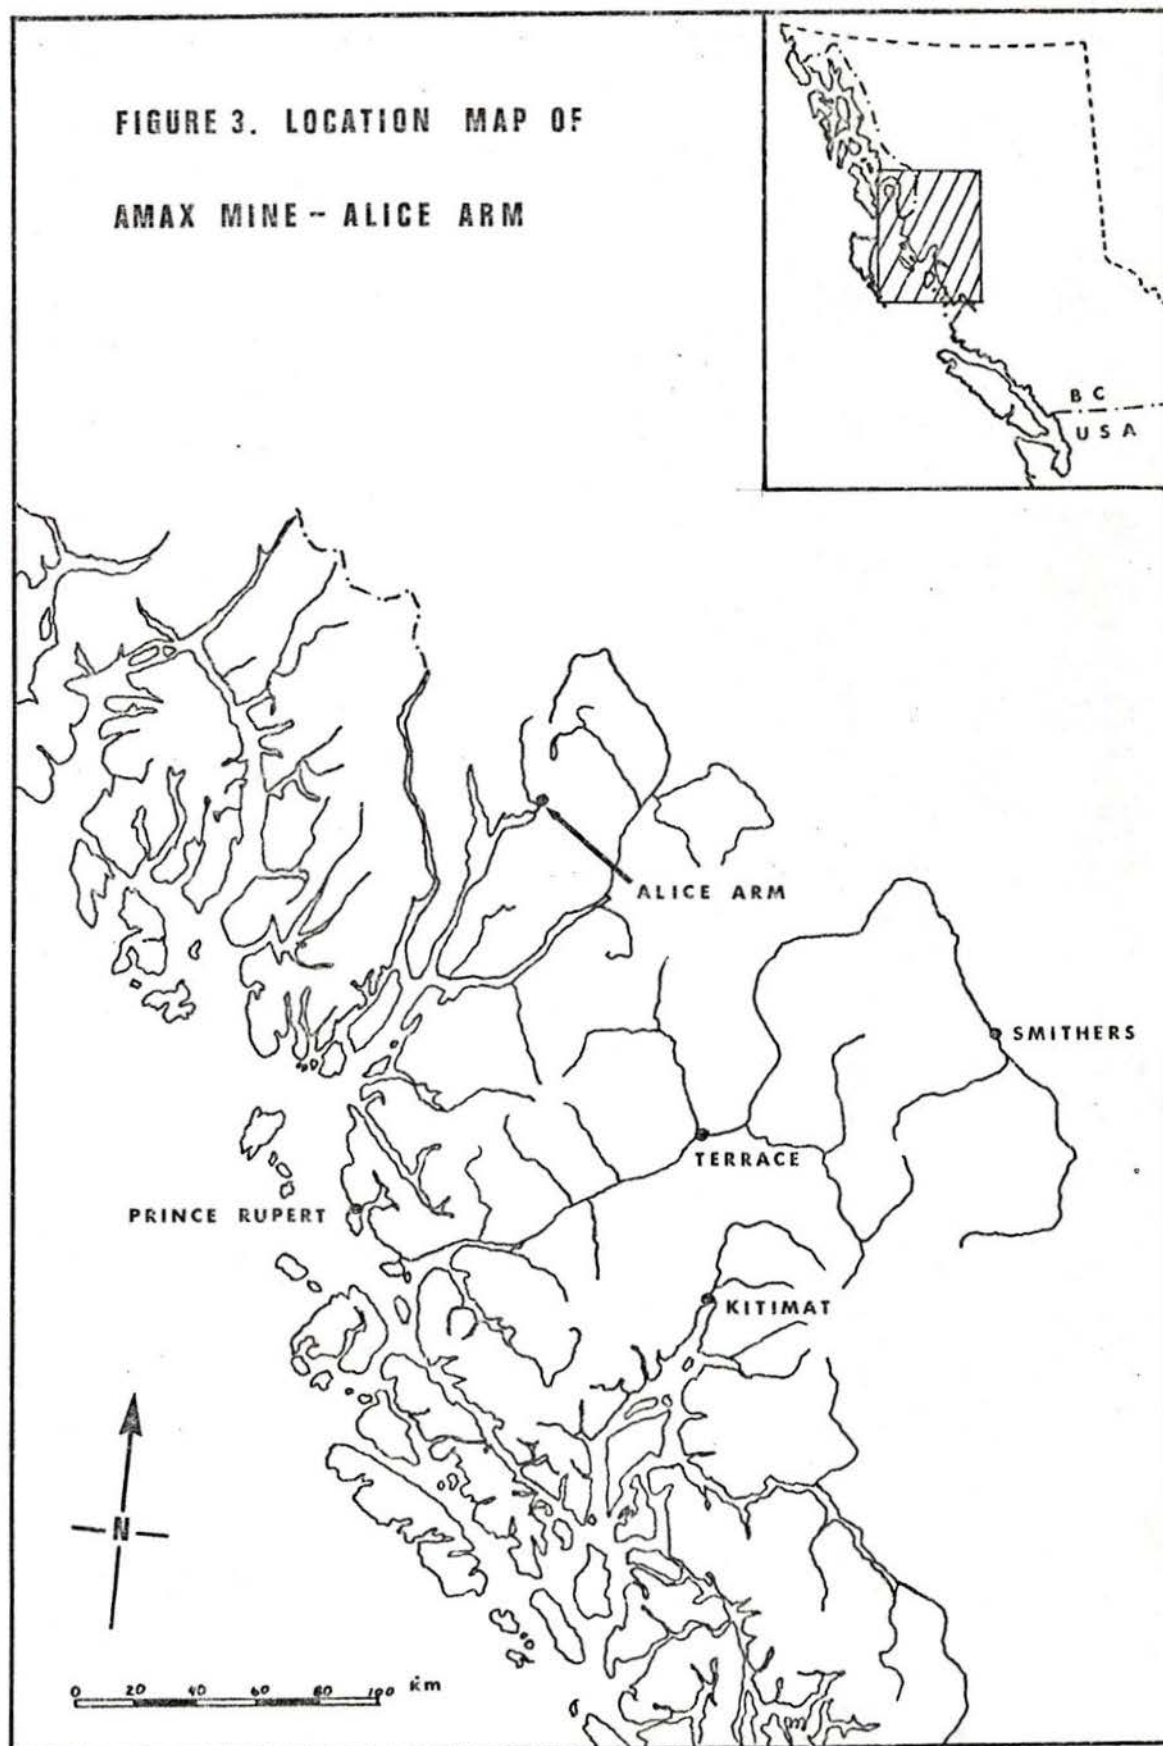 FIGURE 3. LOCATION MAP OF
AMAX MINE - ALICE ARM
BC
USA
ALICE ARM
SMITHERS
TERRACE
PRINCE RUPERT
KITIMAT
N
0 20 40 60 80 100 km